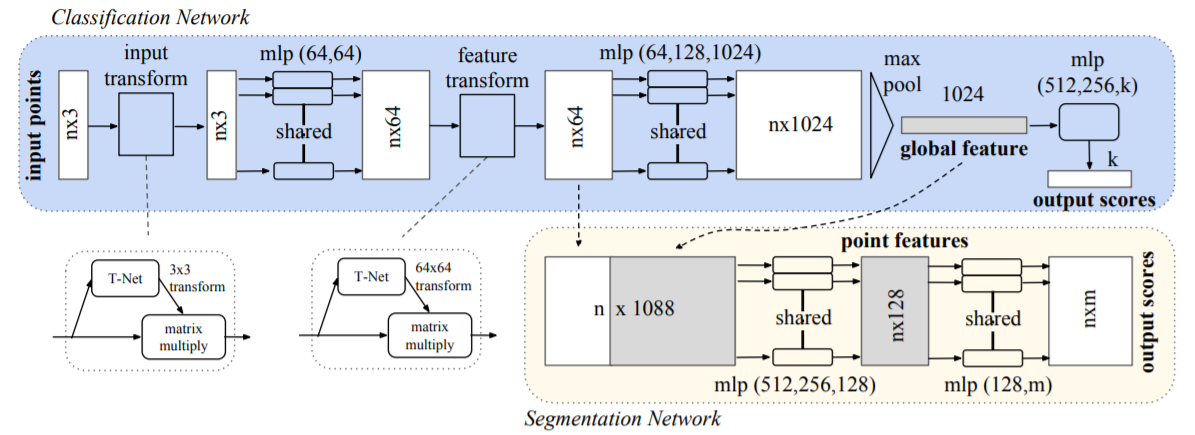 Classification Network
input points
nx3
input
transform
nx3
mlp (64,64)
shared
nx64
feature
transform
nx64
mlp (64,128,1024)
shared
nx1024
max
pool
1024
global feature
mlp
(512,256,k)
k
output scores
T-Net
3x3
transform
matrix
multiply
T-Net
64x64
transform
matrix
multiply
point features
n x 1088
shared
mlp (512,256,128)
nx128
shared
mlp (128,m)
nxm
output scores
Segmentation Network